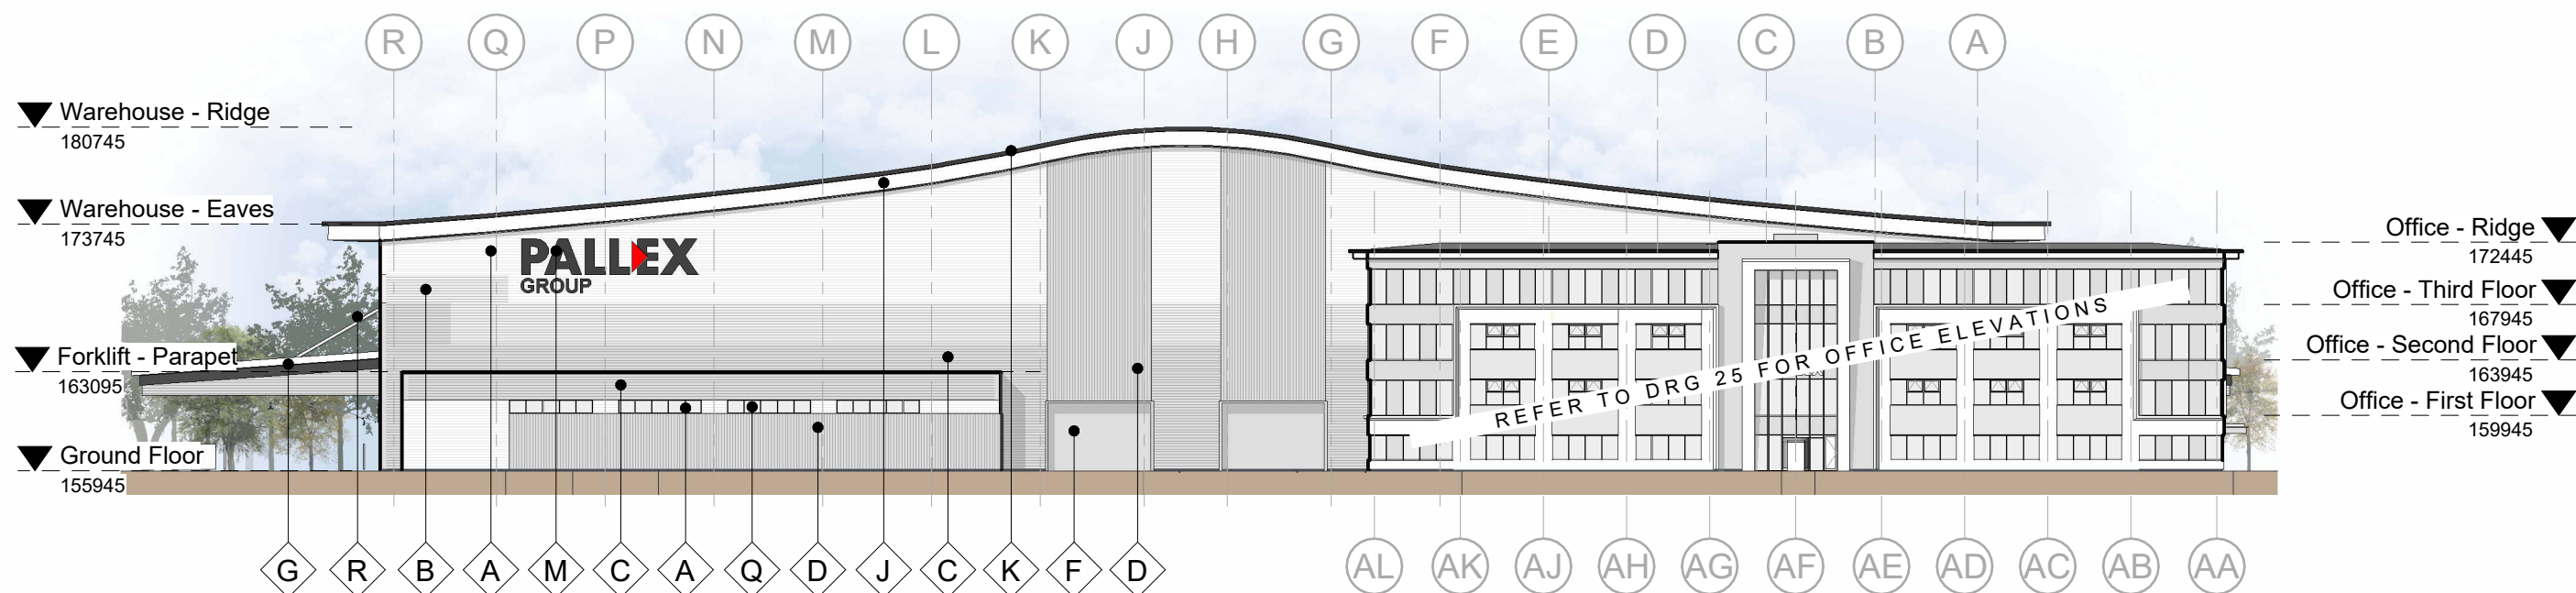 R Q P N M L K J H G F E D C B A
Warehouse - Ridge
180745
Warehouse - Eaves
173745
Forklift - Parapet
163095
Ground Floor
155945
PALLEX
GROUP
REFER TO DRG 25 FOR OFFICE ELEVATIONS
Office - Ridge
172445
Office - Third Floor
167945
Office - Second Floor
163945
Office - First Floor
159945
G R B A M C A Q D J C K F D
AL AK AJ AH AG AF AE AD AC AB AA